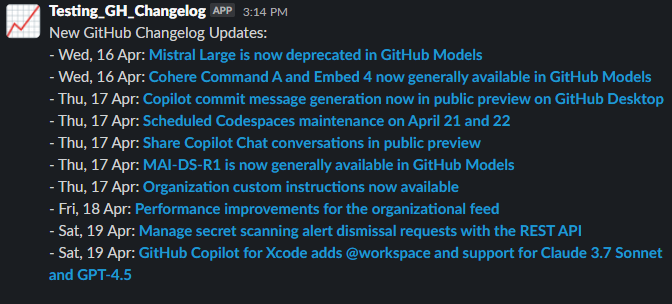 Testing_GH_Changelog APP 3:14 PM
New GitHub Changelog Updates:
- Wed, 16 Apr: Mistral Large is now deprecated in GitHub Models
- Wed, 16 Apr: Cohere Command A and Embed 4 now generally available in GitHub Models
- Thu, 17 Apr: Copilot commit message generation now in public preview on GitHub Desktop
- Thu, 17 Apr: Scheduled Codespaces maintenance on April 21 and 22
- Thu, 17 Apr: Share Copilot Chat conversations in public preview
- Thu, 17 Apr: MAI-DS-R1 is now generally available in GitHub Models
- Thu, 17 Apr: Organization custom instructions now available
- Fri, 18 Apr: Performance improvements for the organizational feed
- Sat, 19 Apr: Manage secret scanning alert dismissal requests with the REST API
- Sat, 19 Apr: GitHub Copilot for Xcode adds @workspace and support for Claude 3.7 Sonnet
and GPT-4.5